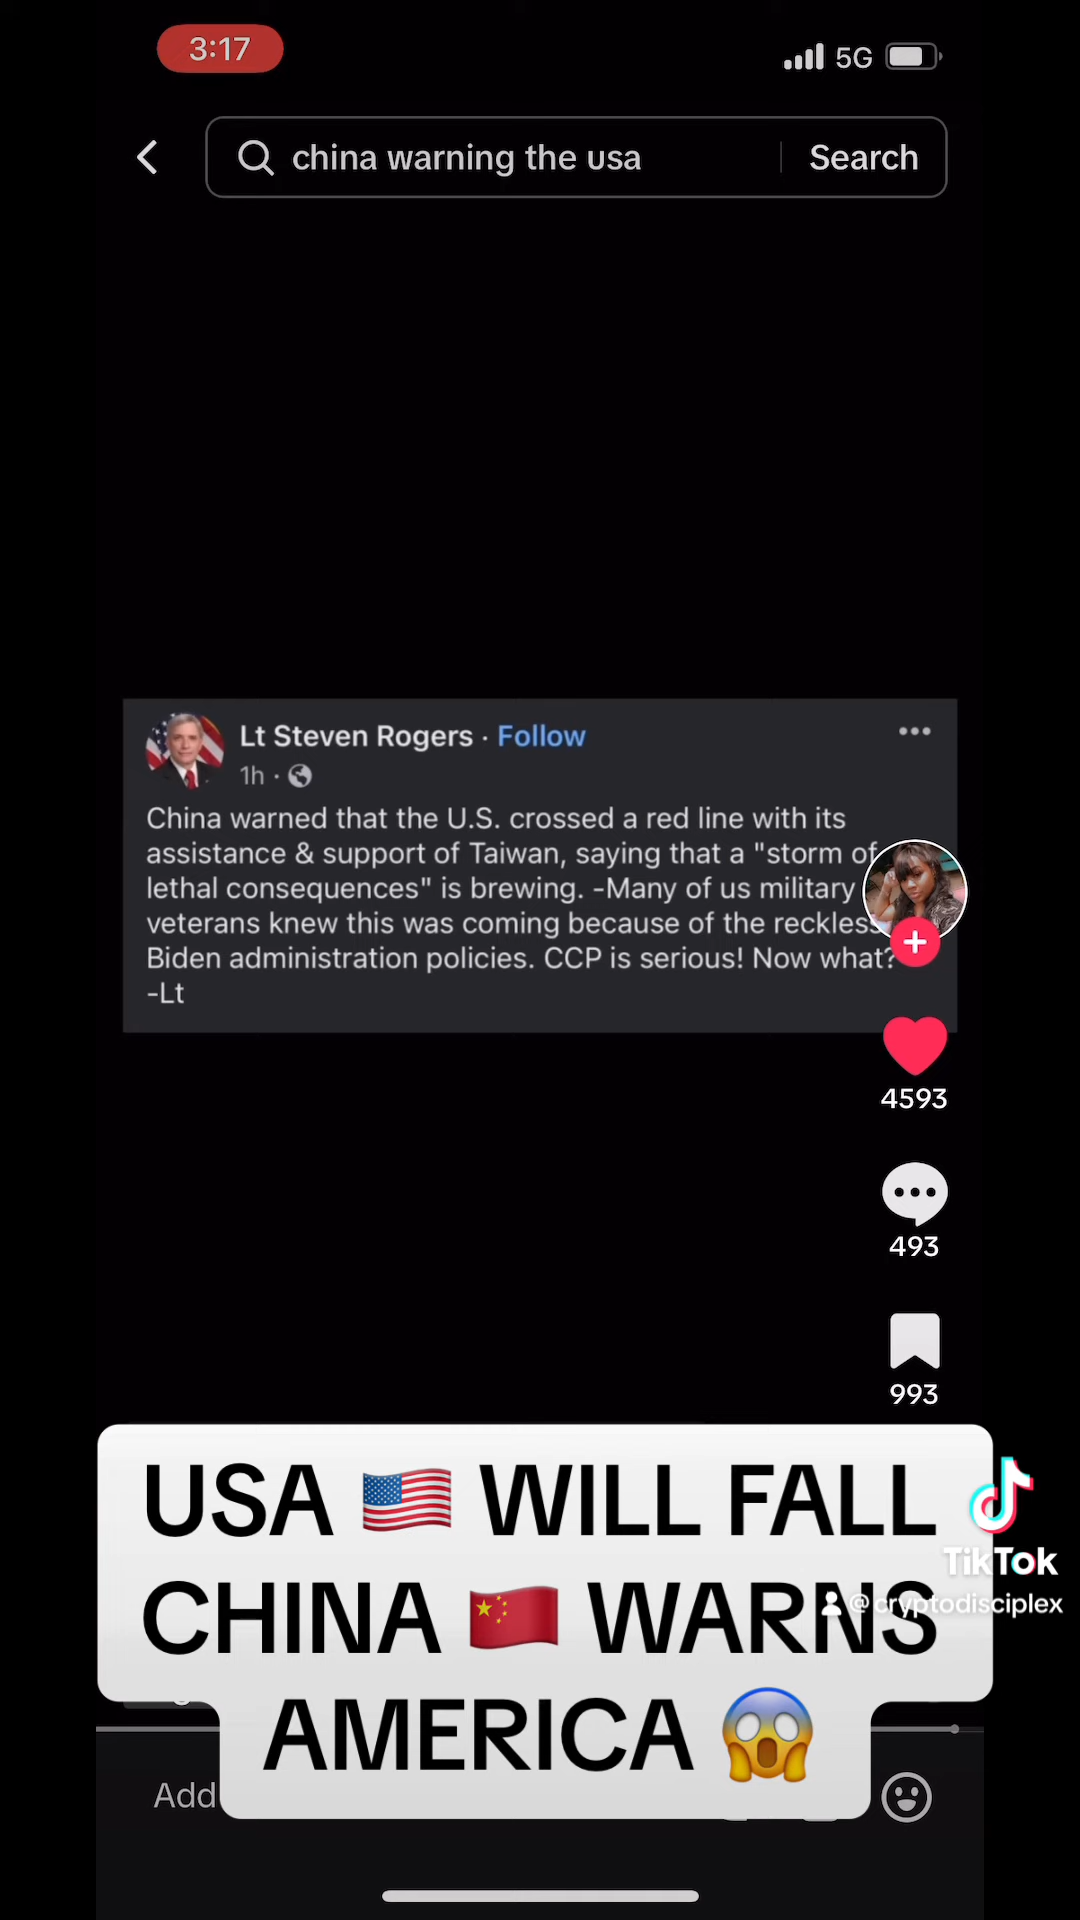 3:17
5G
china warning the usa
Search
Lt Steven Rogers · Follow
1h ·
China warned that the U.S. crossed a red line with its
assistance & support of Taiwan, saying that a "storm of
lethal consequences" is brewing. -Many of us military
veterans knew this was coming because of the reckless
Biden administration policies. CCP is serious! Now what?
-Lt
4593
493
993
USA 🇺🇸 WILL FALL
CHINA 🇨🇳 WARNS
AMERICA 😱
TikTok
@cryptodisciplex
Add